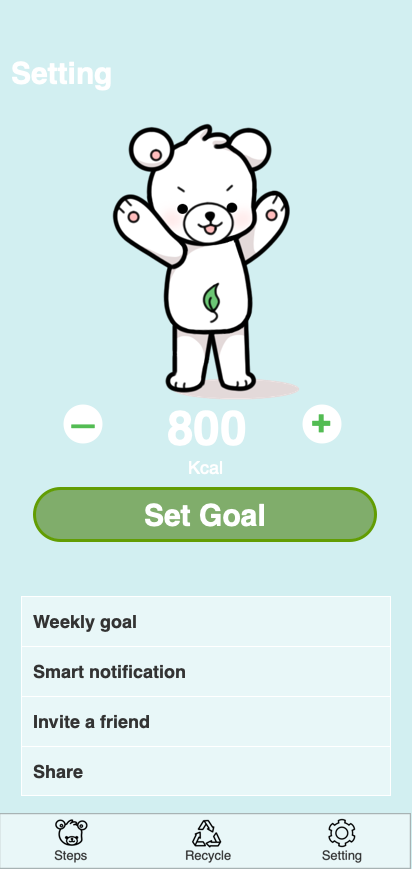 Setting
800
Kcal
Set Goal
Weekly goal
Smart notification
Invite a friend
Share
Steps
Recycle
Setting